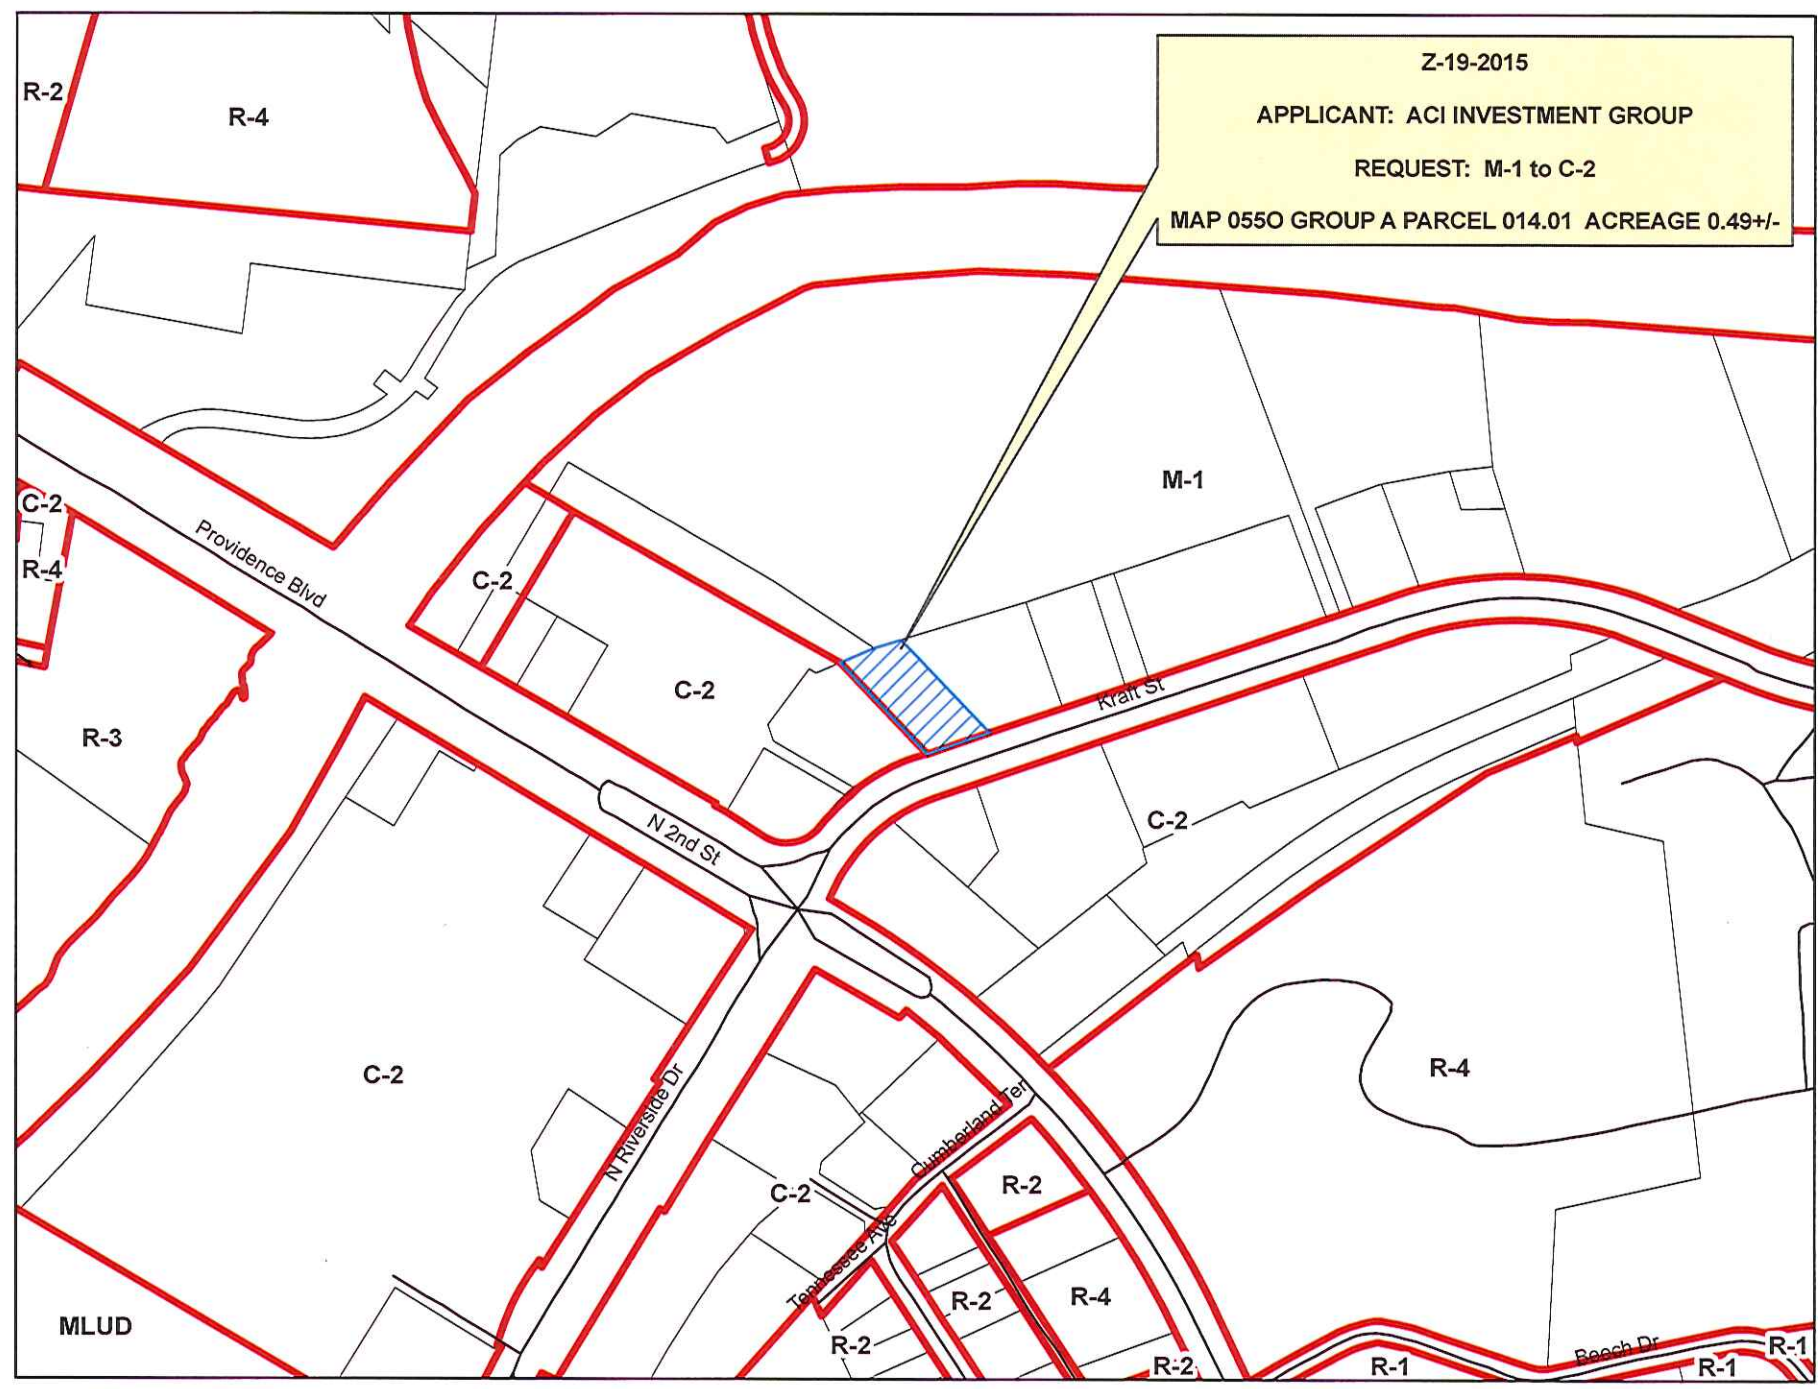 Z-19-2015
APPLICANT: ACI INVESTMENT GROUP
REQUEST: M-1 to C-2
MAP 055O GROUP A PARCEL 014.01 ACREAGE 0.49+/-
R-2
R-4
M-1
C-2
R-4
Providence Blvd
C-2
C-2
Kraft St
R-3
N 2nd St
C-2
C-2
R-4
N Riverside Dr
Cumberland Ter
C-2
R-2
Tennessee Ave
MLUD
R-2
R-2
R-4
R-2
R-1
Beech Dr
R-1
R-1